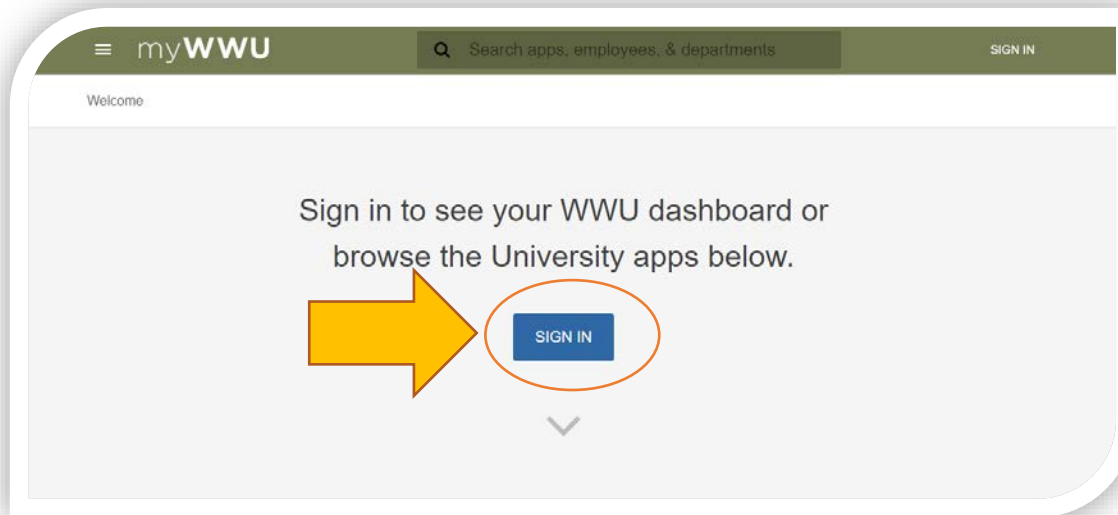 myWWU
Search apps, employees, & departments
SIGN IN
Welcome
Sign in to see your WWU dashboard or
browse the University apps below.
SIGN IN